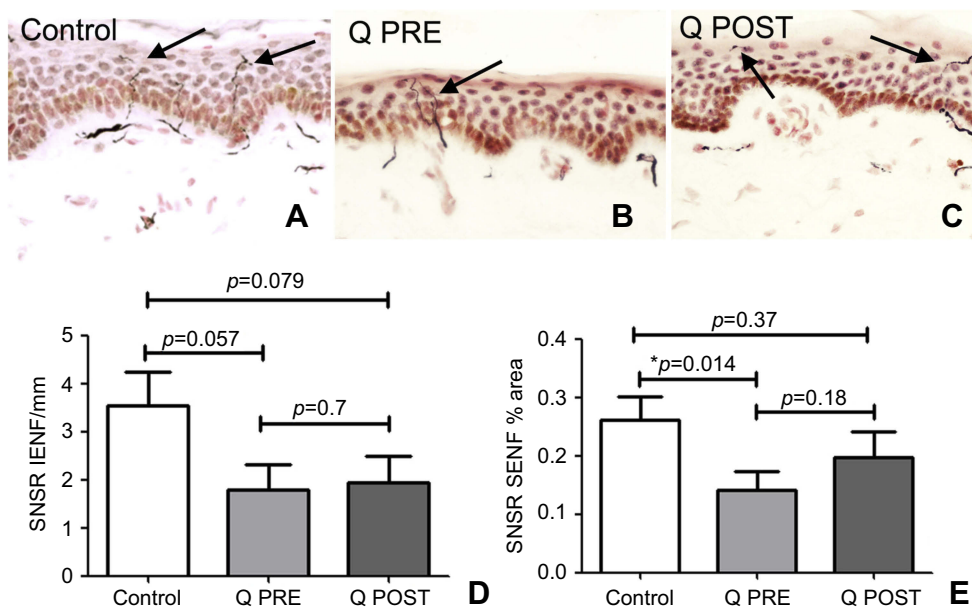 Control
Q PRE
Q POST
A
B
C
p=0.079
p=0.057
p=0.7
SNSR IENF/mm
5
4
3
2
1
0
Control
Q PRE
Q POST
D
p=0.37
*p=0.014
p=0.18
SNSR SENF % area
0.4
0.3
0.2
0.1
0.0
Control
Q PRE
Q POST
E